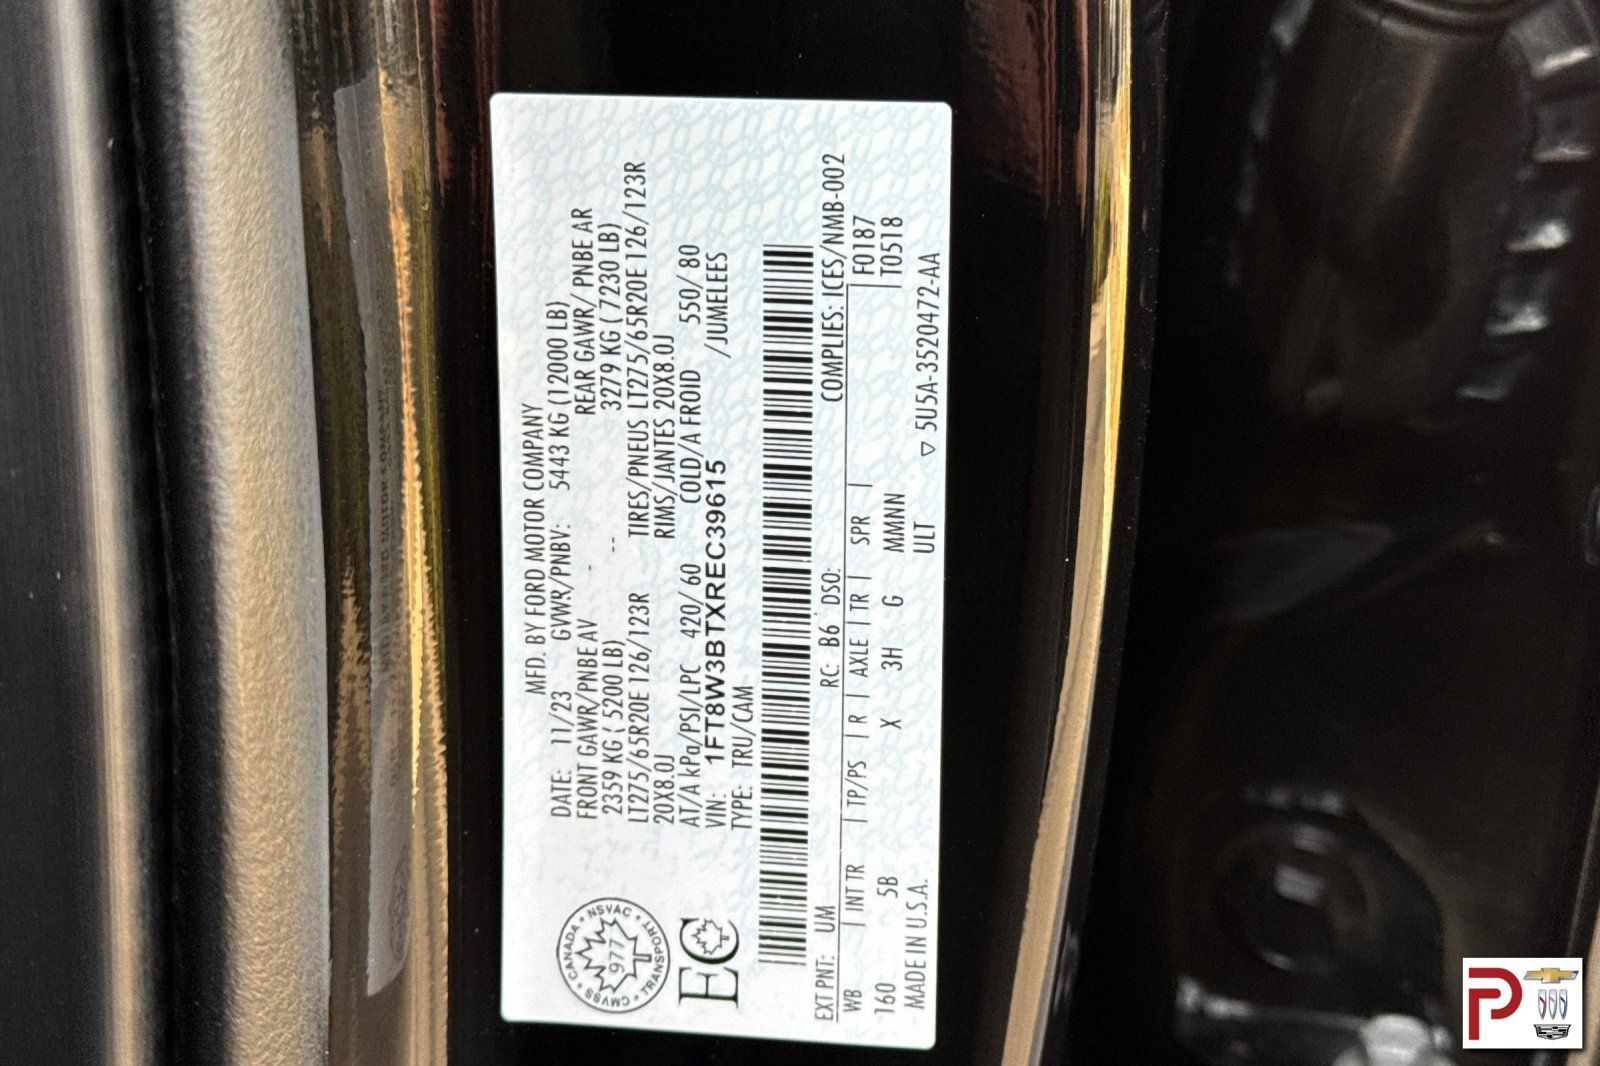 MFD. BY FORD MOTOR COMPANY
DATE: 11/23 GVWR/PNBV: 5443 KG (12000 LB)
FRONT GAWR/PNBE AV REAR GAWR/ PNBE AR
2359 KG ( 5200 LB) 3279 KG ( 7230 LB)
LT275/65R20E 126/123R TIRES/PNEUS LT275/65R20E 126/123R
20X8.0J RIMS/JANTES 20X8.0J
AT/A kPa/PSI/LPC 420/ 60 COLD/A FROID 550/ 80
VIN: 1FT8W3BTXREC39615 /JUMELEES
TYPE: TRU/CAM
CANADA • NSVAC • TRANSPORT • CMVSS •
977
EC
EXT PNT: UM RC: B6 DSO: COMPLIES: ICES/NMB-002
WB | INT TR | TP/PS | R | AXLE | TR | SPR | F0187
160 5B X 3H G MMNN T0518
ULT
MADE IN U.S.A. ▽ 5U5A-3520472-AA
P